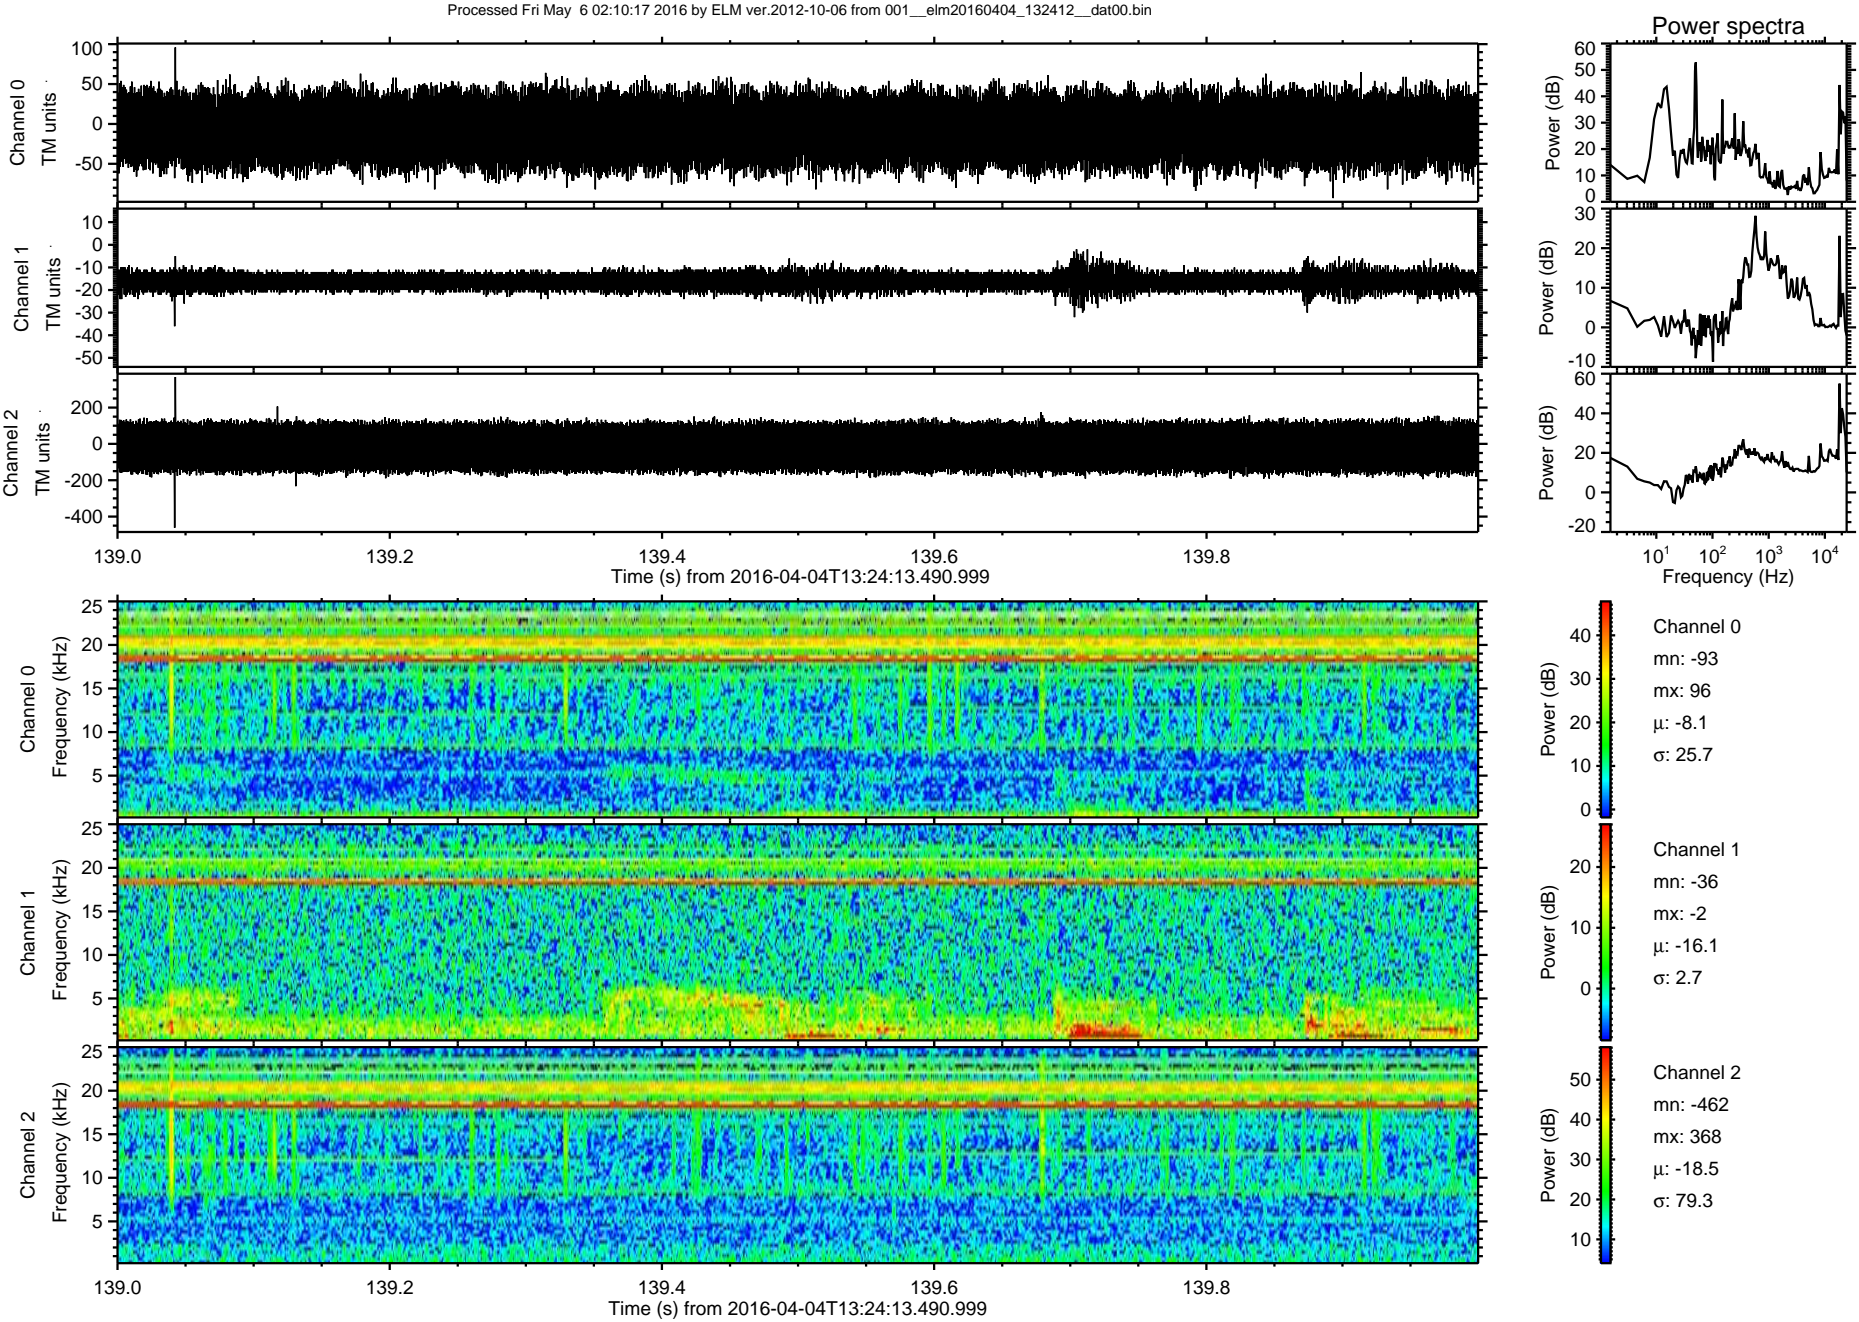 Processed Fri May  6 02:10:17 2016 by ELM ver.2012-10-06 from 001__elm20160404_132412__dat00.bin
Power spectra
Channel 0
TM units
100
50
0
-50
Power (dB)
60
50
40
30
20
10
0
Channel 1
TM units
10
0
-10
-20
-30
-40
-50
Power (dB)
30
20
10
0
-10
Channel 2
TM units
200
0
-200
-400
Power (dB)
60
40
20
0
-20
139.0 139.2 139.4 139.6 139.8
Time (s) from 2016-04-04T13:24:13.490.999
10^1 10^2 10^3 10^4
Frequency (Hz)
Channel 0
Frequency (kHz)
25
20
15
10
5
Power (dB)
40
30
20
10
0
Channel 0
mn: -93
mx: 96
μ: -8.1
σ: 25.7
Channel 1
Frequency (kHz)
25
20
15
10
5
Power (dB)
20
10
0
Channel 1
mn: -36
mx: -2
μ: -16.1
σ: 2.7
Channel 2
Frequency (kHz)
25
20
15
10
5
Power (dB)
50
40
30
20
10
Channel 2
mn: -462
mx: 368
μ: -18.5
σ: 79.3
139.0 139.2 139.4 139.6 139.8
Time (s) from 2016-04-04T13:24:13.490.999